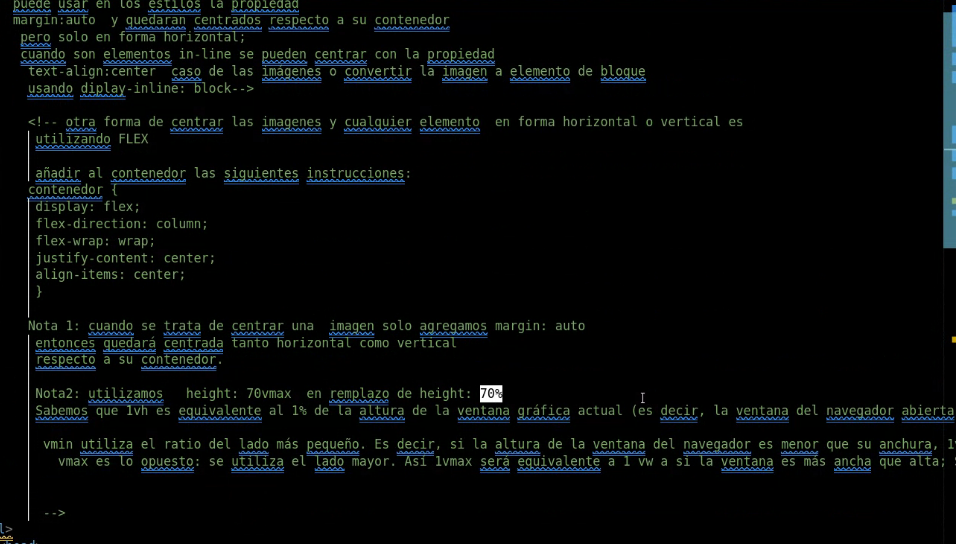 puede usar en los estilos la propiedad
margin:auto y quedaran centrados respecto a su contenedor
pero solo en forma horizontal;
cuando son elementos in-line se pueden centrar con la propiedad
text-align:center caso de las imágenes o convertir la imagen a elemento de bloque
usando diplay-inline: block-->
<!-- otra forma de centrar las imagenes y cualquier elemento en forma horizontal o vertical es
utilizando FLEX
añadir al contenedor las siguientes instrucciones:
contenedor {
display: flex;
flex-direction: column;
flex-wrap: wrap;
justify-content: center;
align-items: center;
}
Nota 1: cuando se trata de centrar una imagen solo agregamos margin: auto
entonces quedará centrada tanto horizontal como vertical
respecto a su contenedor.
Nota2: utilizamos height: 70vmax en remplazo de height: 70%
Sabemos que 1vh es equivalente al 1% de la altura de la ventana gráfica actual (es decir, la ventana del navegador abierta
vmin utiliza el ratio del lado más pequeño. Es decir, si la altura de la ventana del navegador es menor que su anchura, 1
vmax es lo opuesto: se utiliza el lado mayor. Así 1vmax será equivalente a 1 vw a si la ventana es más ancha que alta;
-->
l>